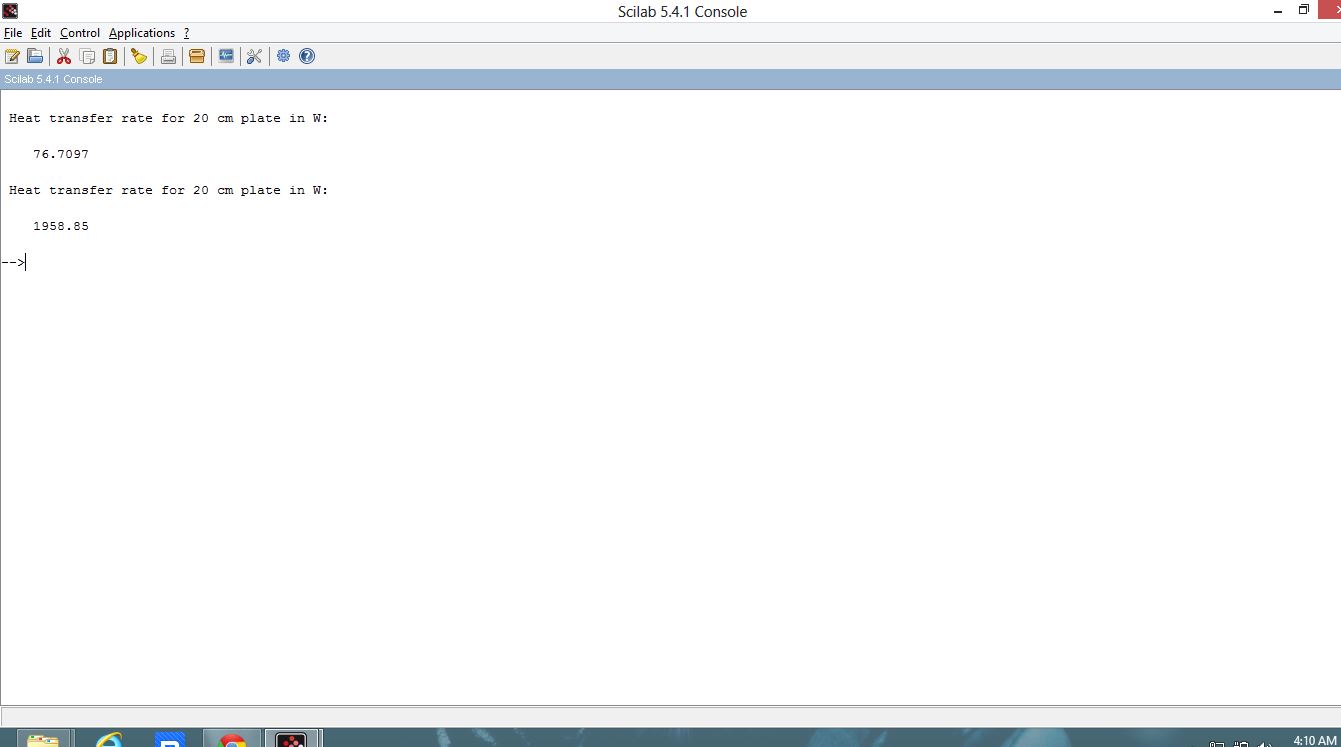 Scilab 5.4.1 Console
File Edit Control Applications ?
Scilab 5.4.1 Console
Heat transfer rate for 20 cm plate in W:
76.7097
Heat transfer rate for 20 cm plate in W:
1958.85
-->
4:10 AM